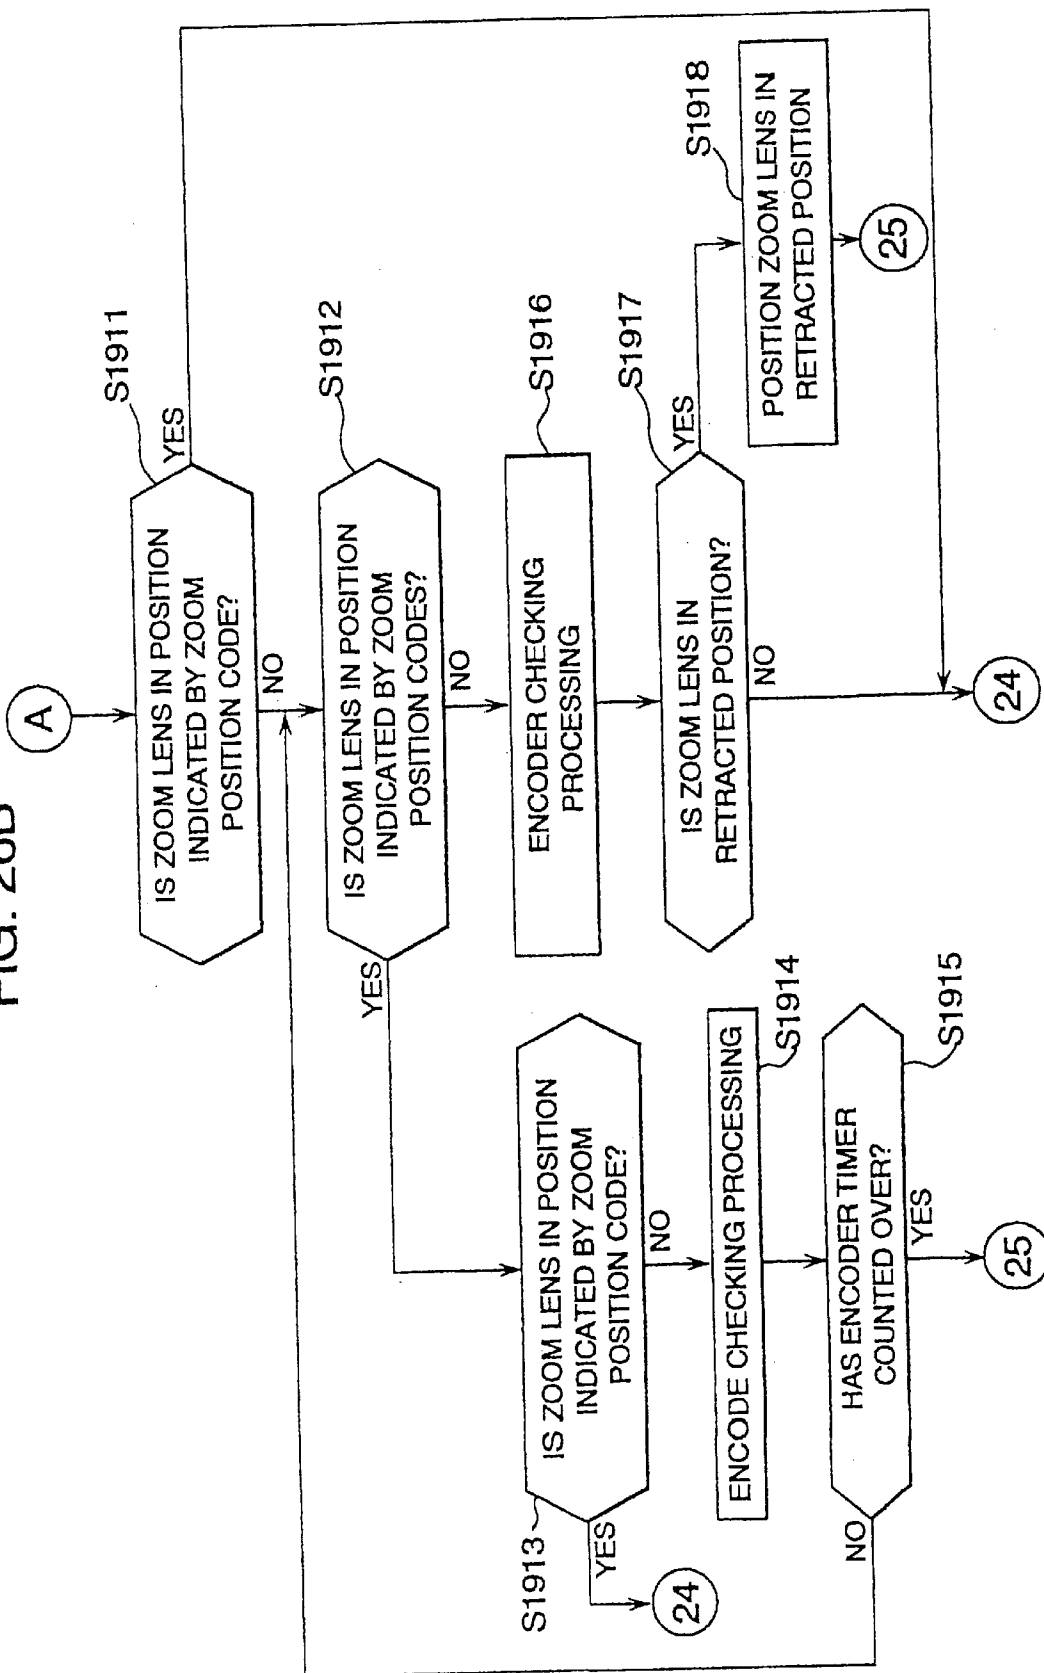 A
S1911
IS ZOOM LENS IN POSITION
INDICATED BY ZOOM
POSITION CODE?
YES
NO
S1912
IS ZOOM LENS IN POSITION
INDICATED BY ZOOM
POSITION CODES?
YES
NO
S1913
IS ZOOM LENS IN POSITION
INDICATED BY ZOOM
POSITION CODE?
YES
NO
24
ENCODE CHECKING PROCESSING
S1914
HAS ENCODER TIMER
COUNTED OVER?
S1915
NO
YES
25
ENCODER CHECKING
PROCESSING
S1916
IS ZOOM LENS IN
RETRACTED POSITION?
S1917
YES
NO
S1918
POSITION ZOOM LENS IN
RETRACTED POSITION
25
24